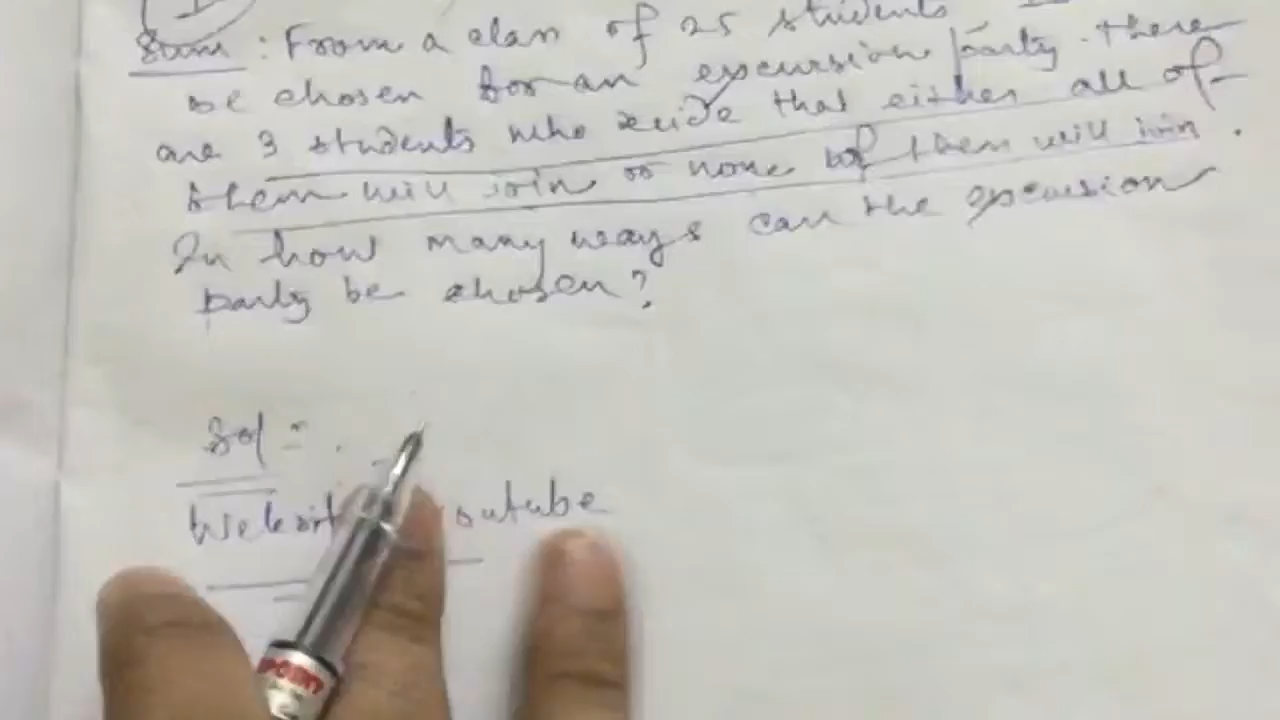 Sum : From a class of 25 students
be chosen for an excursion party. There
are 3 students who decide that either all of
them will join or none of them will join.
In how many ways can the excursion
party be chosen?
Sol = .
Website youtube